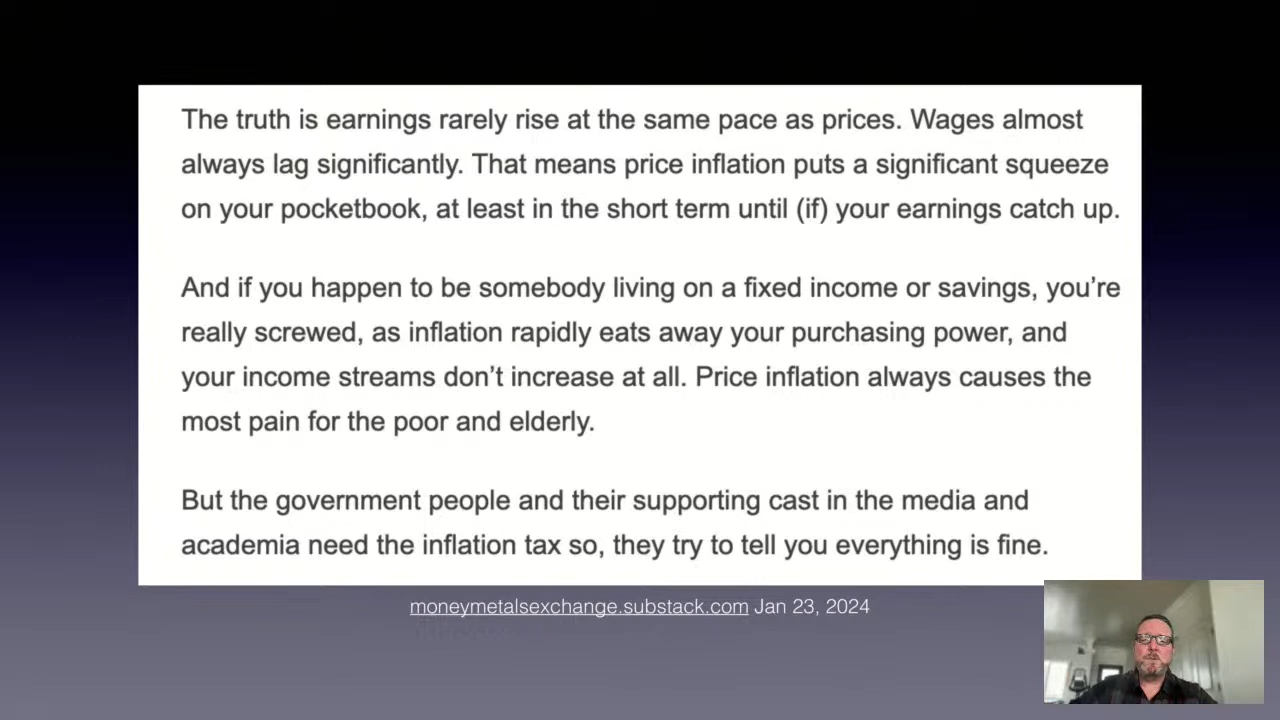 The truth is earnings rarely rise at the same pace as prices. Wages almost
always lag significantly. That means price inflation puts a significant squeeze
on your pocketbook, at least in the short term until (if) your earnings catch up.
And if you happen to be somebody living on a fixed income or savings, you’re
really screwed, as inflation rapidly eats away your purchasing power, and
your income streams don’t increase at all. Price inflation always causes the
most pain for the poor and elderly.
But the government people and their supporting cast in the media and
academia need the inflation tax so, they try to tell you everything is fine.
moneymetalsexchange.substack.com Jan 23, 2024